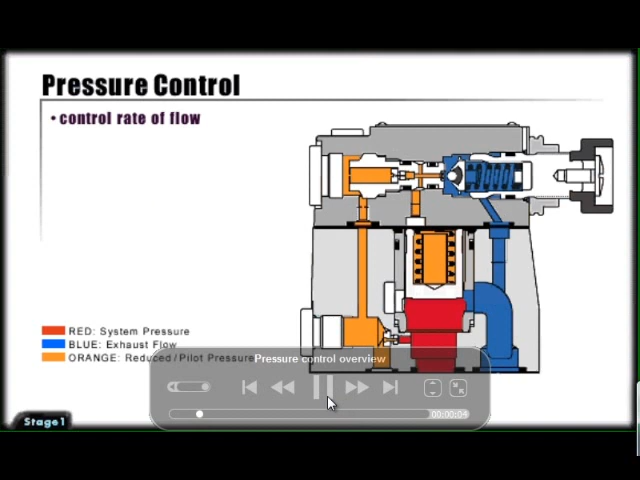 Pressure Control
• control rate of flow
RED: System Pressure
BLUE: Exhaust Flow
ORANGE: Reduced/Pilot Pressure
Pressure control overview
00:00:04
Stage1